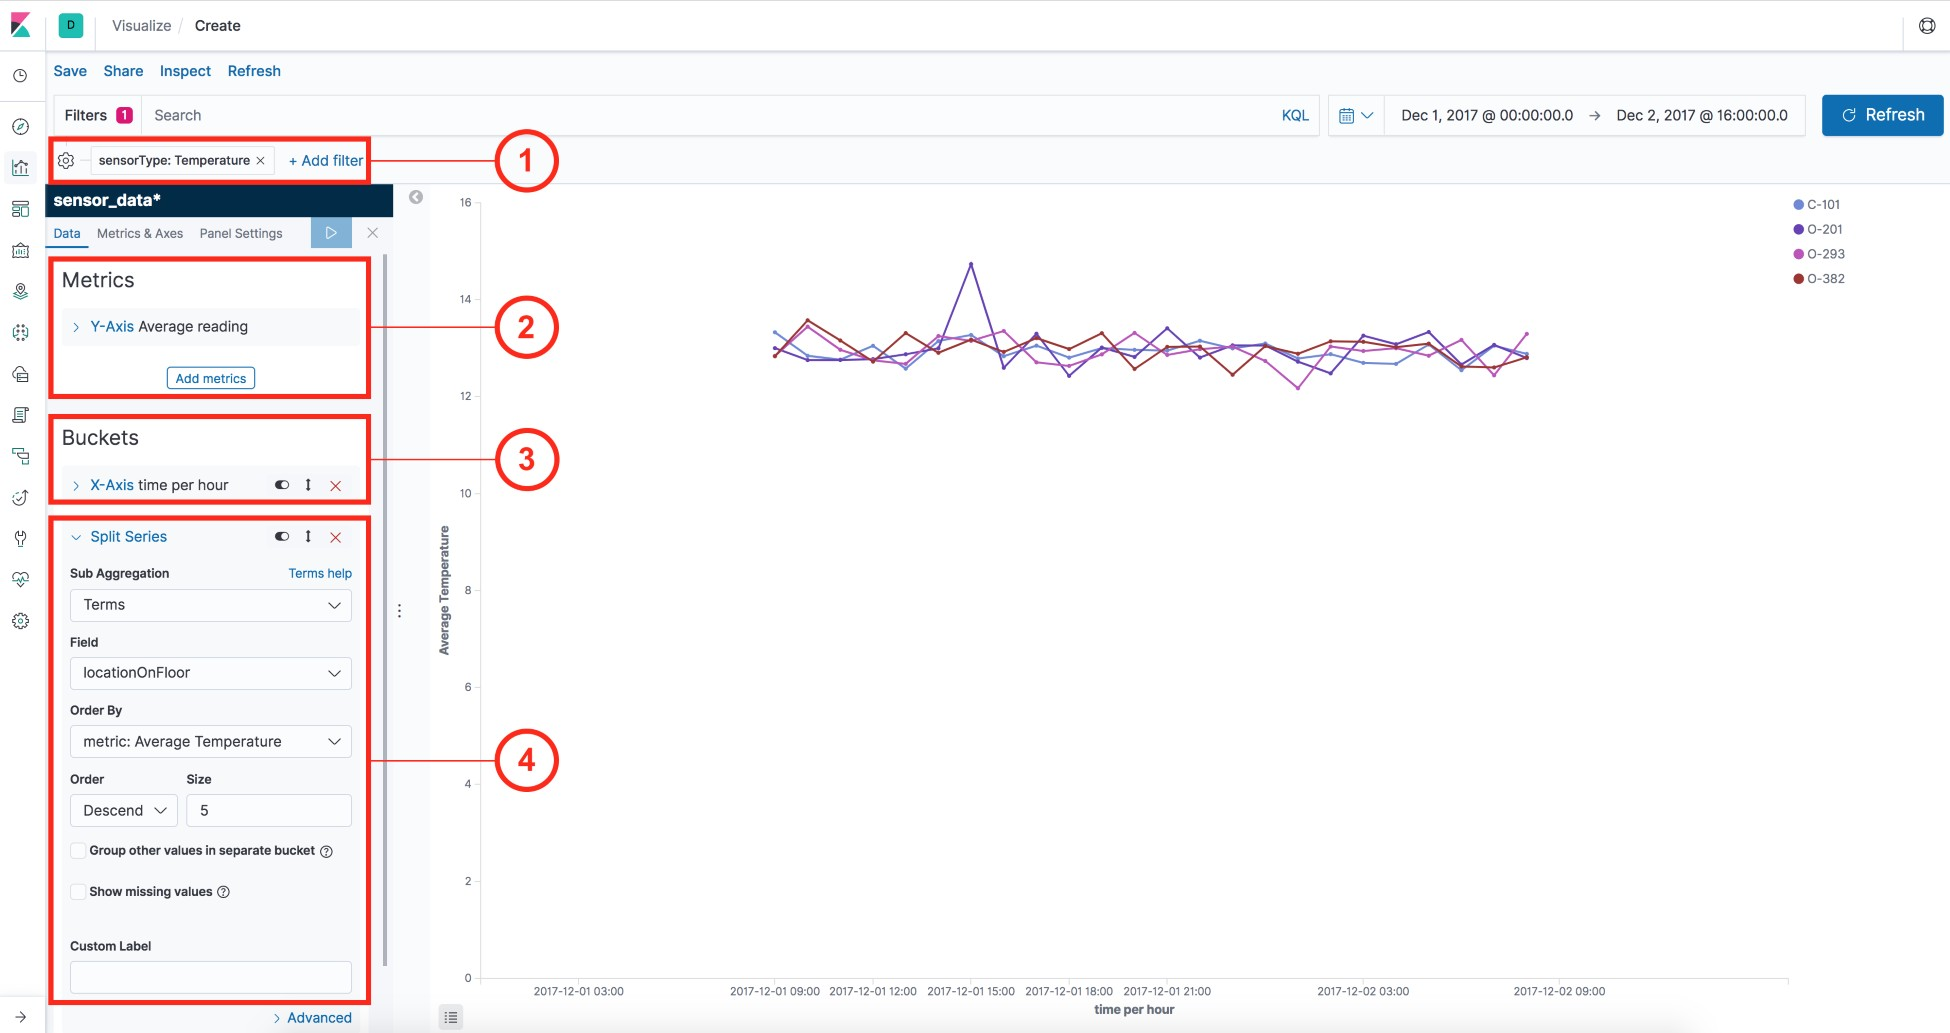 D Visualize / Create
Save Share Inspect Refresh
Filters 1 Search KQL Dec 1, 2017 @ 00:00:00.0 → Dec 2, 2017 @ 16:00:00.0 Refresh
sensorType: Temperature × + Add filter
1
sensor_data*
Data Metrics & Axes Panel Settings
Metrics
Y-Axis Average reading
Add metrics
2
Buckets
X-Axis time per hour
3
Split Series
Sub Aggregation Terms help
Terms
Field
locationOnFloor
Order By
metric: Average Temperature
Order Size
Descend 5
Group other values in separate bucket
Show missing values
Custom Label
Advanced
4
Average Temperature
16
14
12
10
8
6
4
2
0
2017-12-01 03:00 2017-12-01 09:00 2017-12-01 12:00 2017-12-01 15:00 2017-12-01 18:00 2017-12-01 21:00 2017-12-02 03:00 2017-12-02 09:00
time per hour
C-101
O-201
O-293
O-382